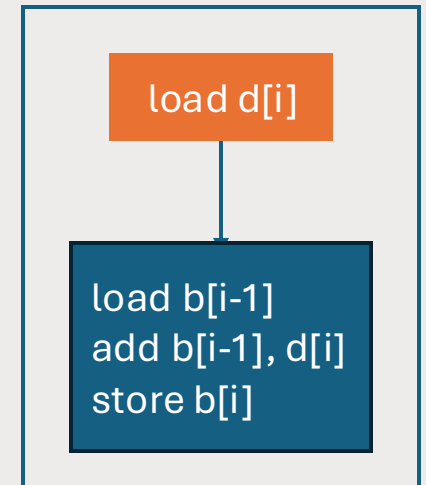 load d[i]
load b[i-1]
add b[i-1], d[i]
store b[i]